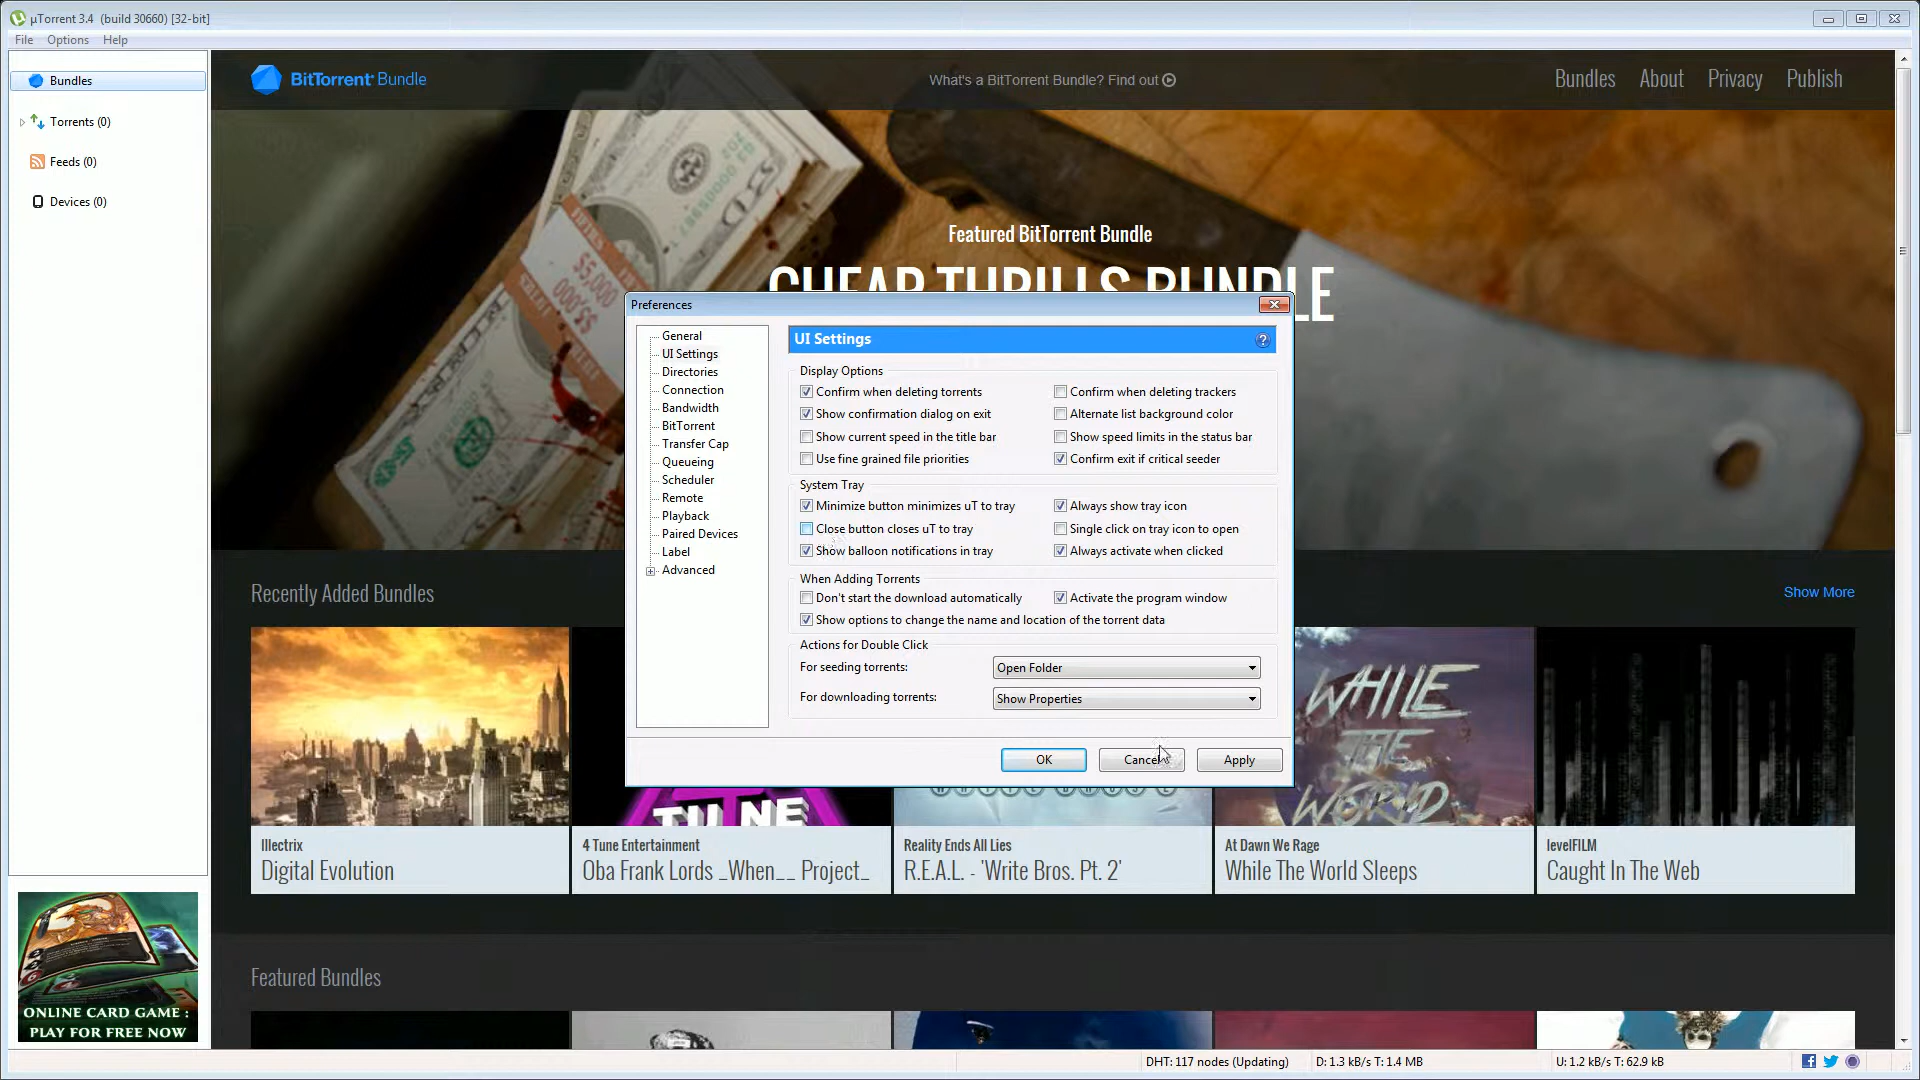 µTorrent 3.4 (build 30660) [32-bit]
File Options Help
Bundles
Torrents (0)
Feeds (0)
Devices (0)
BitTorrent Bundle
What's a BitTorrent Bundle? Find out
Bundles About Privacy Publish
$5,000
Featured BitTorrent Bundle
CHEAP THRILLS BUNDLE
Preferences
General
UI Settings
Directories
Connection
Bandwidth
BitTorrent
Transfer Cap
Queueing
Scheduler
Remote
Playback
Paired Devices
Label
Advanced
UI Settings
Display Options
Confirm when deleting torrents
Confirm when deleting trackers
Show confirmation dialog on exit
Alternate list background color
Show current speed in the title bar
Show speed limits in the status bar
Use fine grained file priorities
Confirm exit if critical seeder
System Tray
Minimize button minimizes uT to tray
Always show tray icon
Close button closes uT to tray
Single click on tray icon to open
Show balloon notifications in tray
Always activate when clicked
When Adding Torrents
Don't start the download automatically
Activate the program window
Show options to change the name and location of the torrent data
Actions for Double Click
For seeding torrents: Open Folder
For downloading torrents: Show Properties
OK Cancel Apply
Recently Added Bundles
Show More
TUNE
WHILE
THE
WORLD
Illectrix
Digital Evolution
4 Tune Entertainment
Oba Frank Lords _When__ Project_
Reality Ends All Lies
R.E.A.L. - 'Write Bros. Pt. 2'
At Dawn We Rage
While The World Sleeps
levelFILM
Caught In The Web
Featured Bundles
ONLINE CARD GAME :
PLAY FOR FREE NOW
DHT: 117 nodes (Updating) D: 1.3 kB/s T: 1.4 MB U: 1.2 kB/s T: 62.9 kB